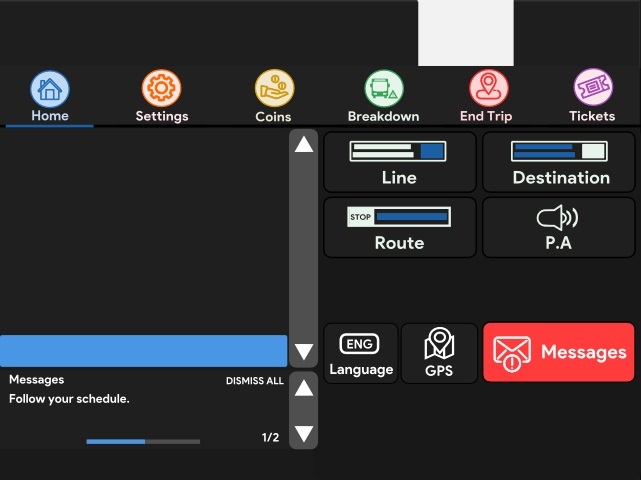 Home
Settings
Coins
Breakdown
End Trip
Tickets
Line
Destination
STOP
Route
P.A
ENG
Language
GPS
Messages
Messages
DISMISS ALL
Follow your schedule.
1/2